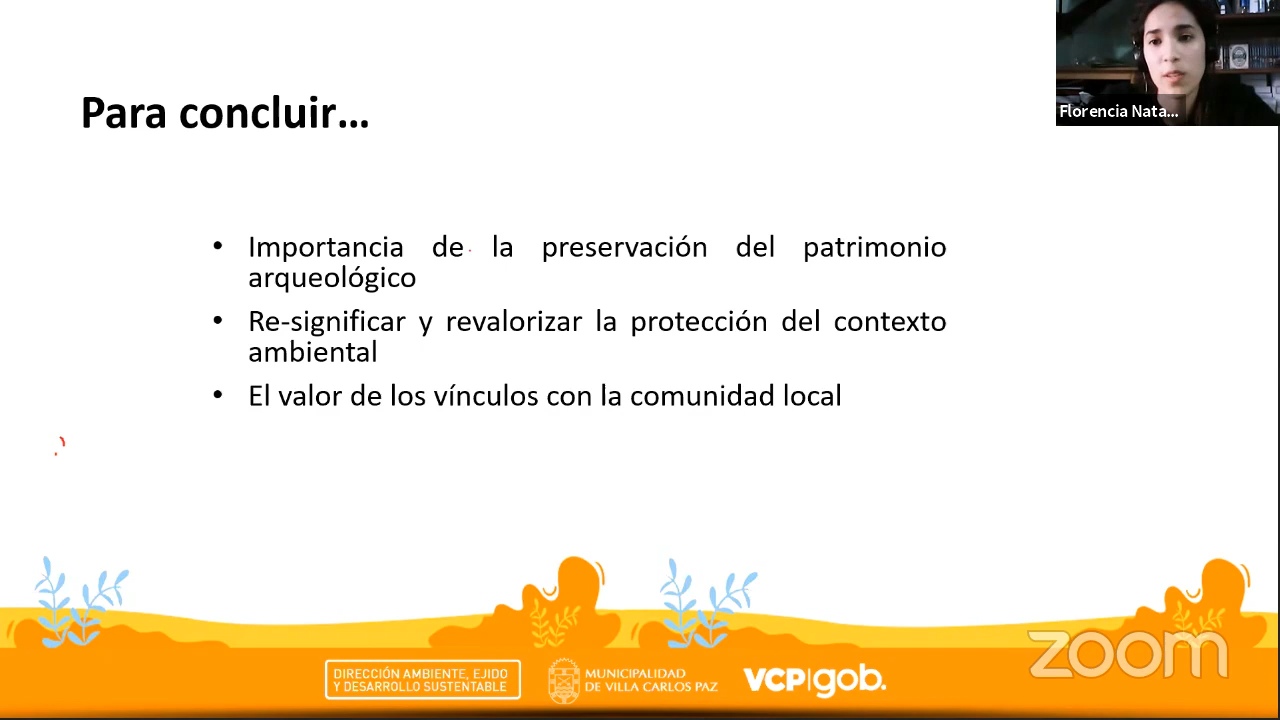 Para concluir...
Florencia Nata...
• Importancia de la preservación del patrimonio
arqueológico
• Re-significar y revalorizar la protección del contexto
ambiental
• El valor de los vínculos con la comunidad local
zoom
DIRECCIÓN AMBIENTE, EJIDO
Y DESARROLLO SUSTENTABLE
MUNICIPALIDAD
DE VILLA CARLOS PAZ
VCP|gob.